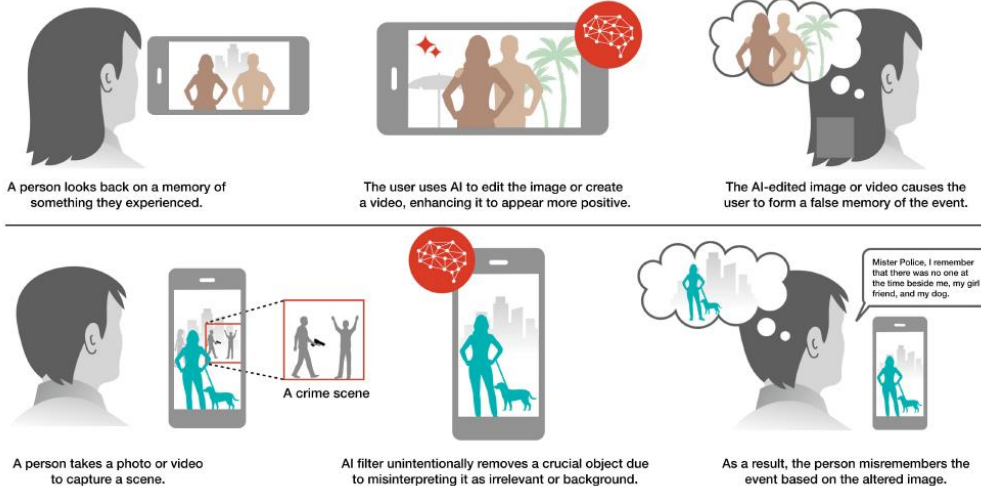 A person looks back on a memory of
something they experienced.
The user uses AI to edit the image or create
a video, enhancing it to appear more positive.
The AI-edited image or video causes the
user to form a false memory of the event.
Mister Police, I remember
that there was no one at
the time beside me, my girl
friend, and my dog.
A crime scene
A person takes a photo or video
to capture a scene.
AI filter unintentionally removes a crucial object due
to misinterpreting it as irrelevant or background.
As a result, the person misremembers the
event based on the altered image.